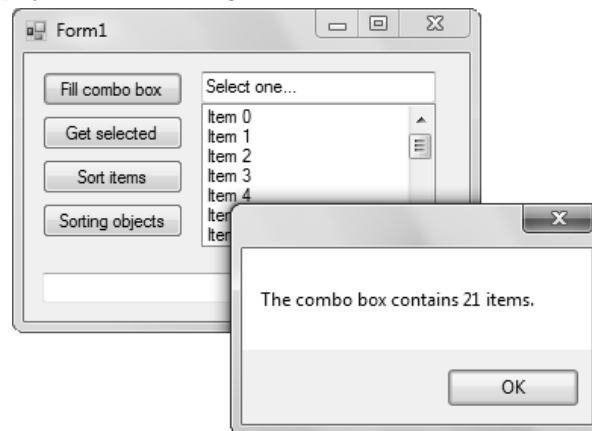 Form1
Fill combo box
Select one...
Get selected
Sort items
Sorting objects
Item 0
Item 1
Item 2
Item 3
Item 4
The combo box contains 21 items.
OK